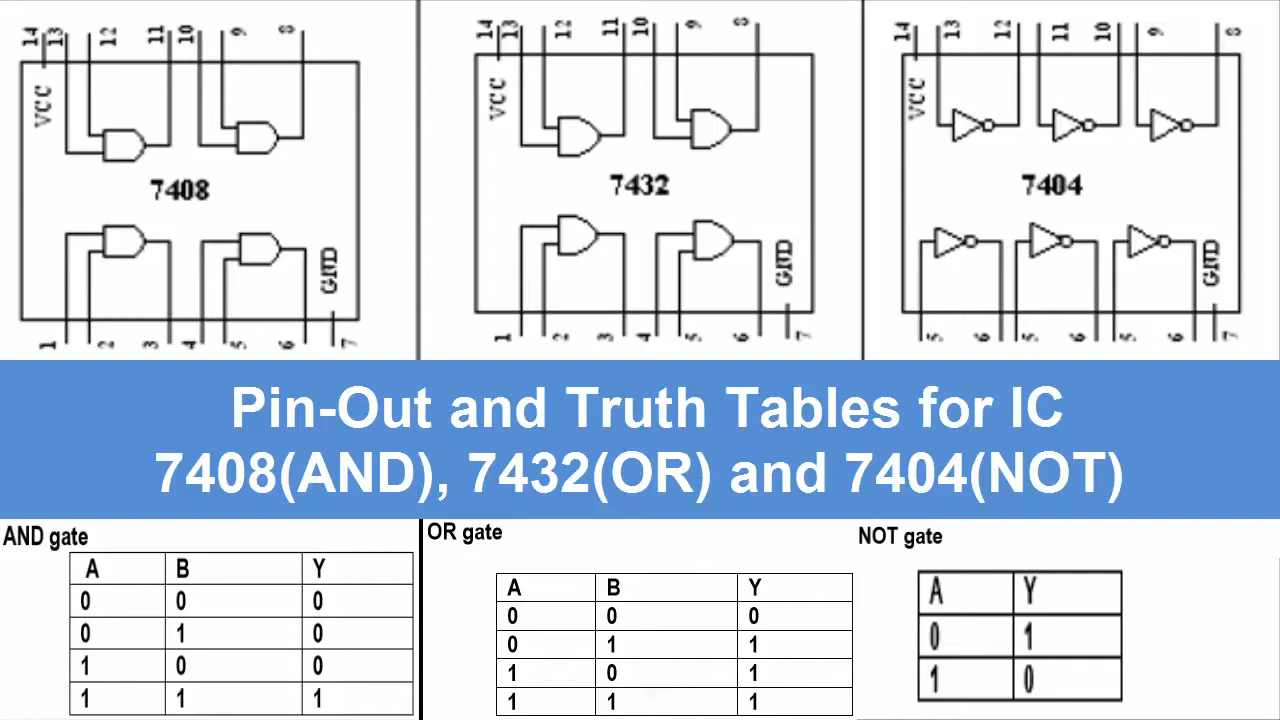 14 13 12 11 10 9 8
VCC
7408
GND
1 2 3 4 5 6 7
14 13 12 11 10 9 8
VCC
7432
GND
1 2 3 4 5 6 7
14 13 12 11 10 9 8
VCC
7404
GND
5 6 5 6 5 6 7
Pin-Out and Truth Tables for IC
7408(AND), 7432(OR) and 7404(NOT)
AND gate
A B Y
0 0 0
0 1 0
1 0 0
1 1 1
OR gate
A B Y
0 0 0
0 1 1
1 0 1
1 1 1
NOT gate
A Y
0 1
1 0